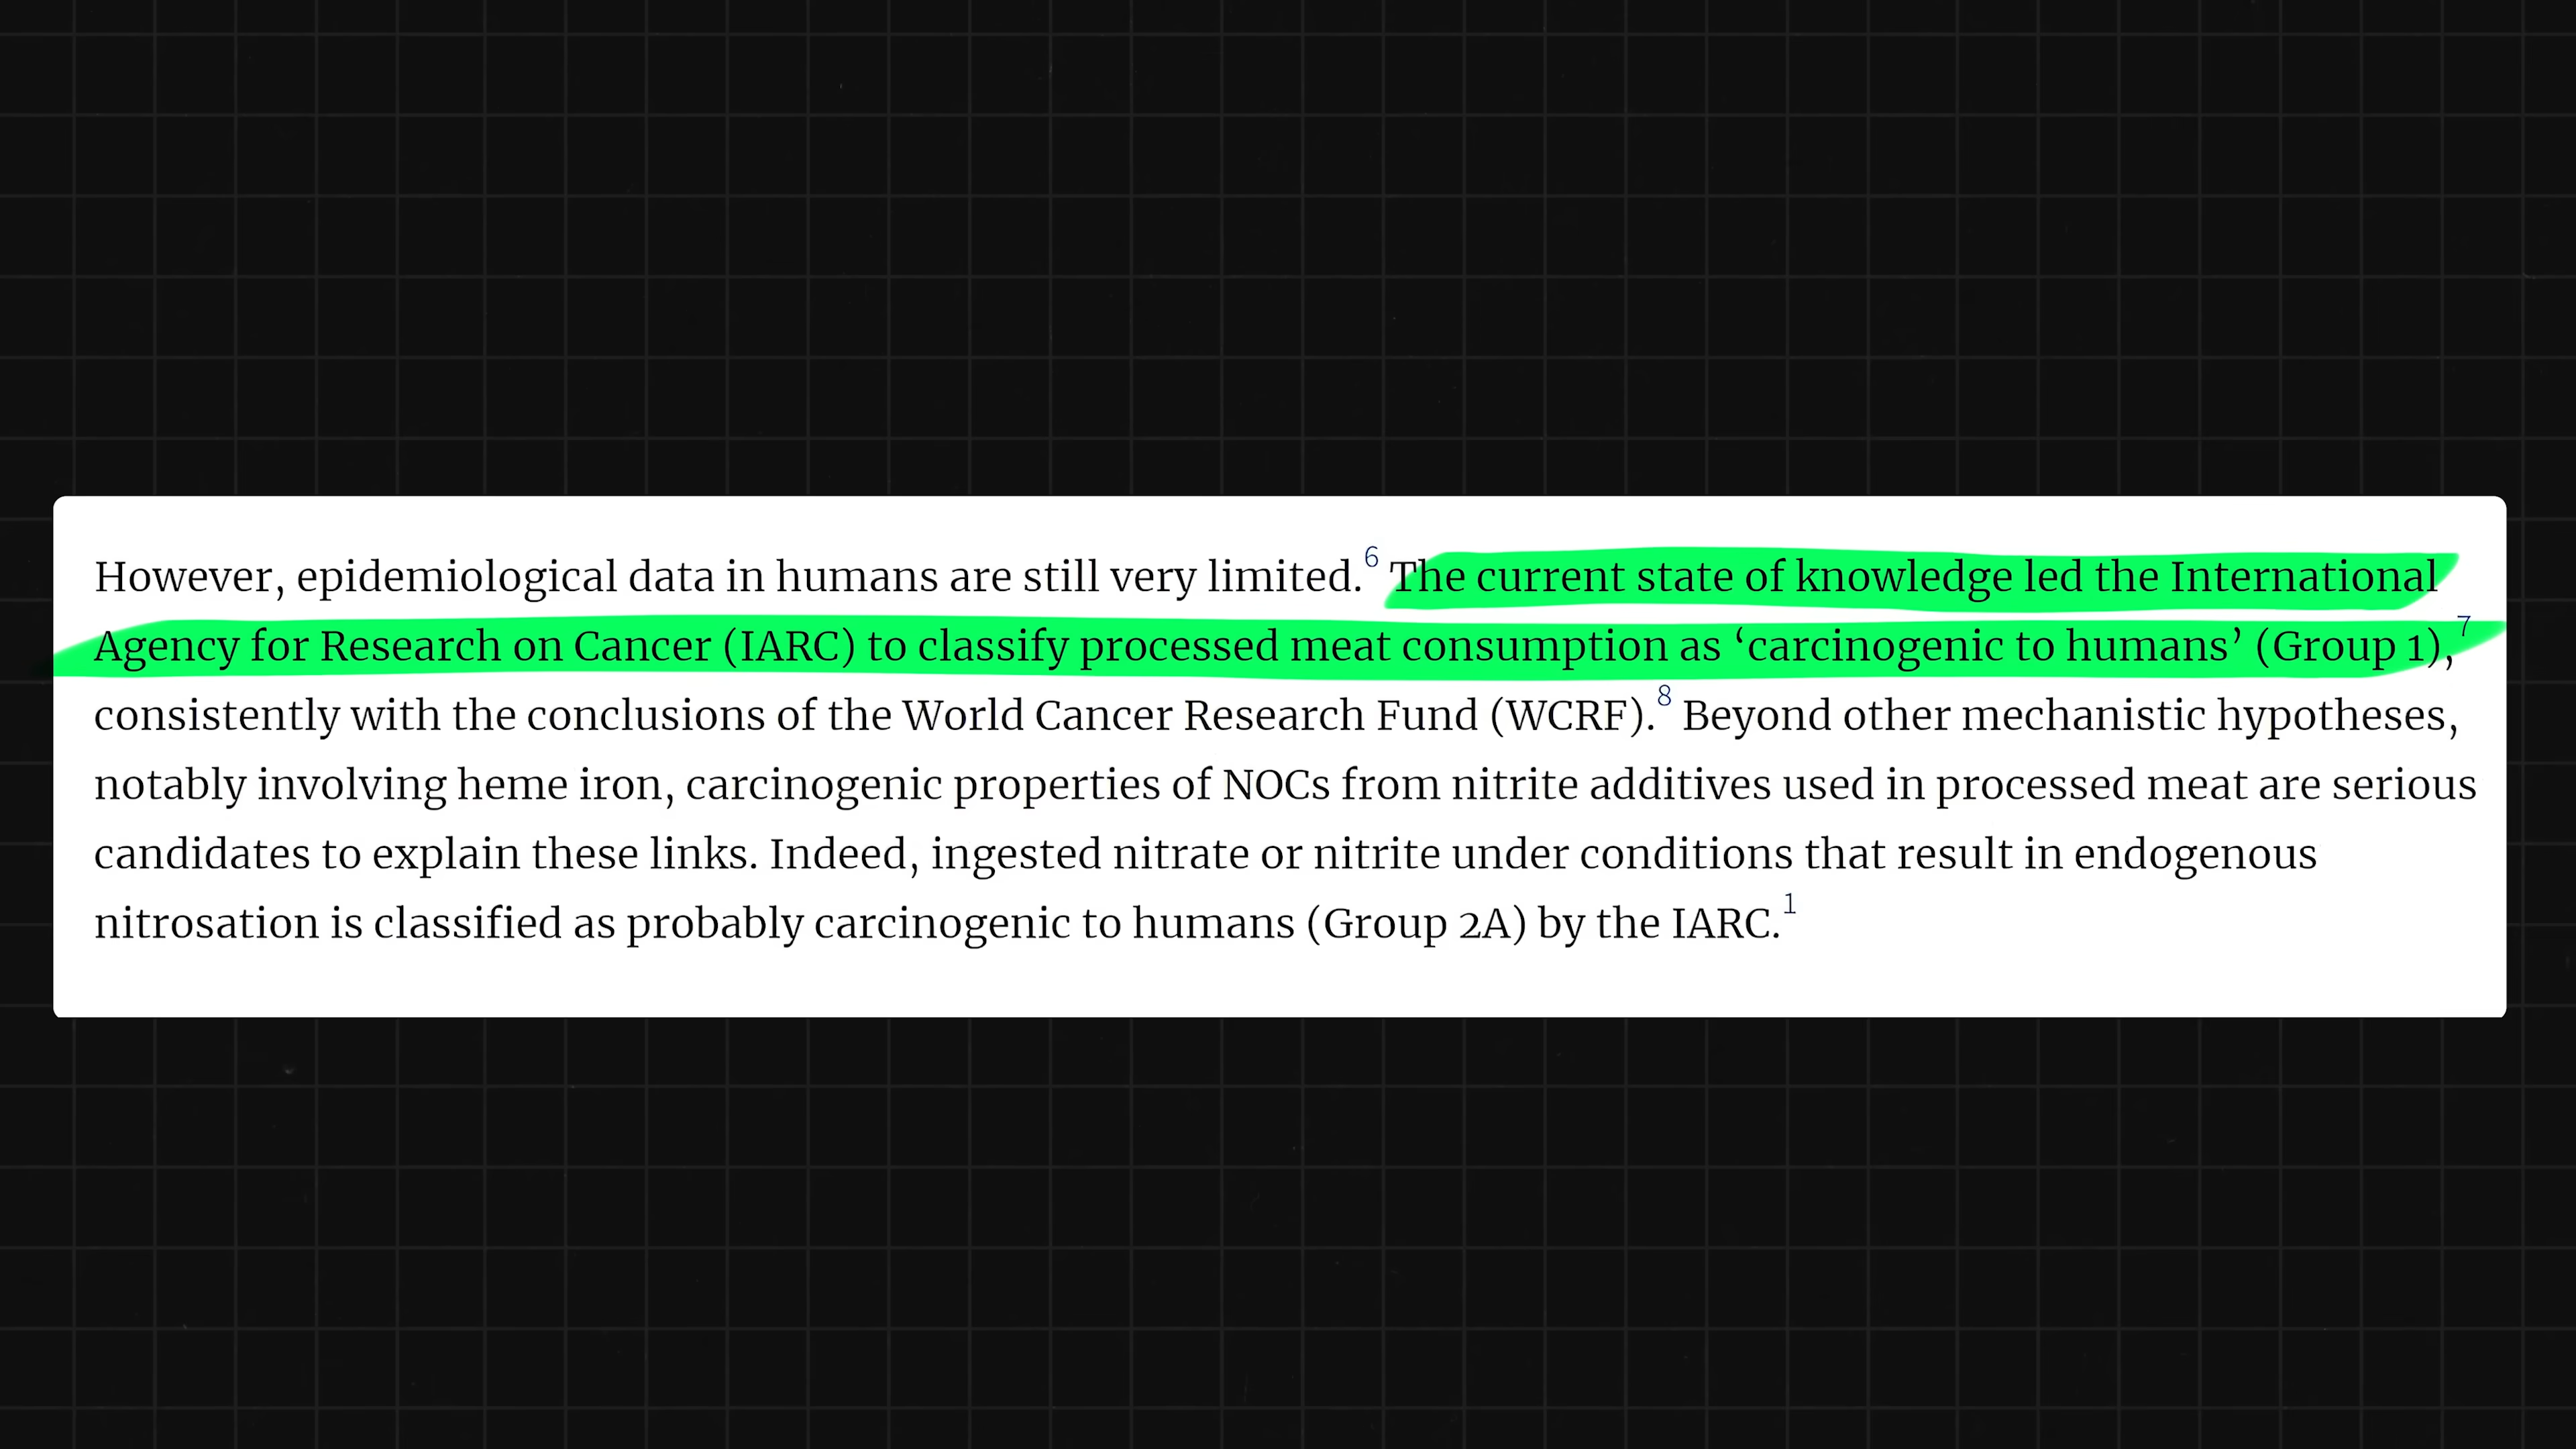 However, epidemiological data in humans are still very limited.6 The current state of knowledge led the International
Agency for Research on Cancer (IARC) to classify processed meat consumption as ‘carcinogenic to humans’ (Group 1),7
consistently with the conclusions of the World Cancer Research Fund (WCRF).8 Beyond other mechanistic hypotheses,
notably involving heme iron, carcinogenic properties of NOCs from nitrite additives used in processed meat are serious
candidates to explain these links. Indeed, ingested nitrate or nitrite under conditions that result in endogenous
nitrosation is classified as probably carcinogenic to humans (Group 2A) by the IARC.1